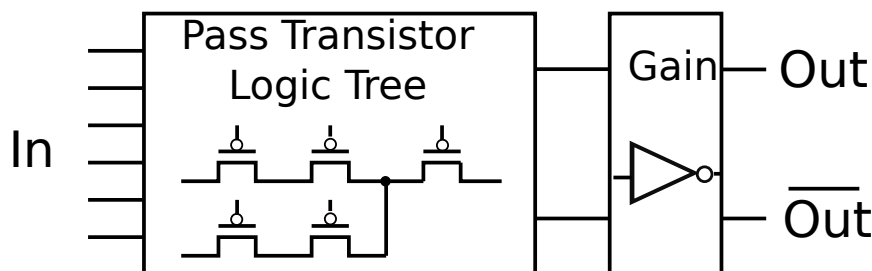 Pass Transistor
Logic Tree
Gain
Out
In
Out